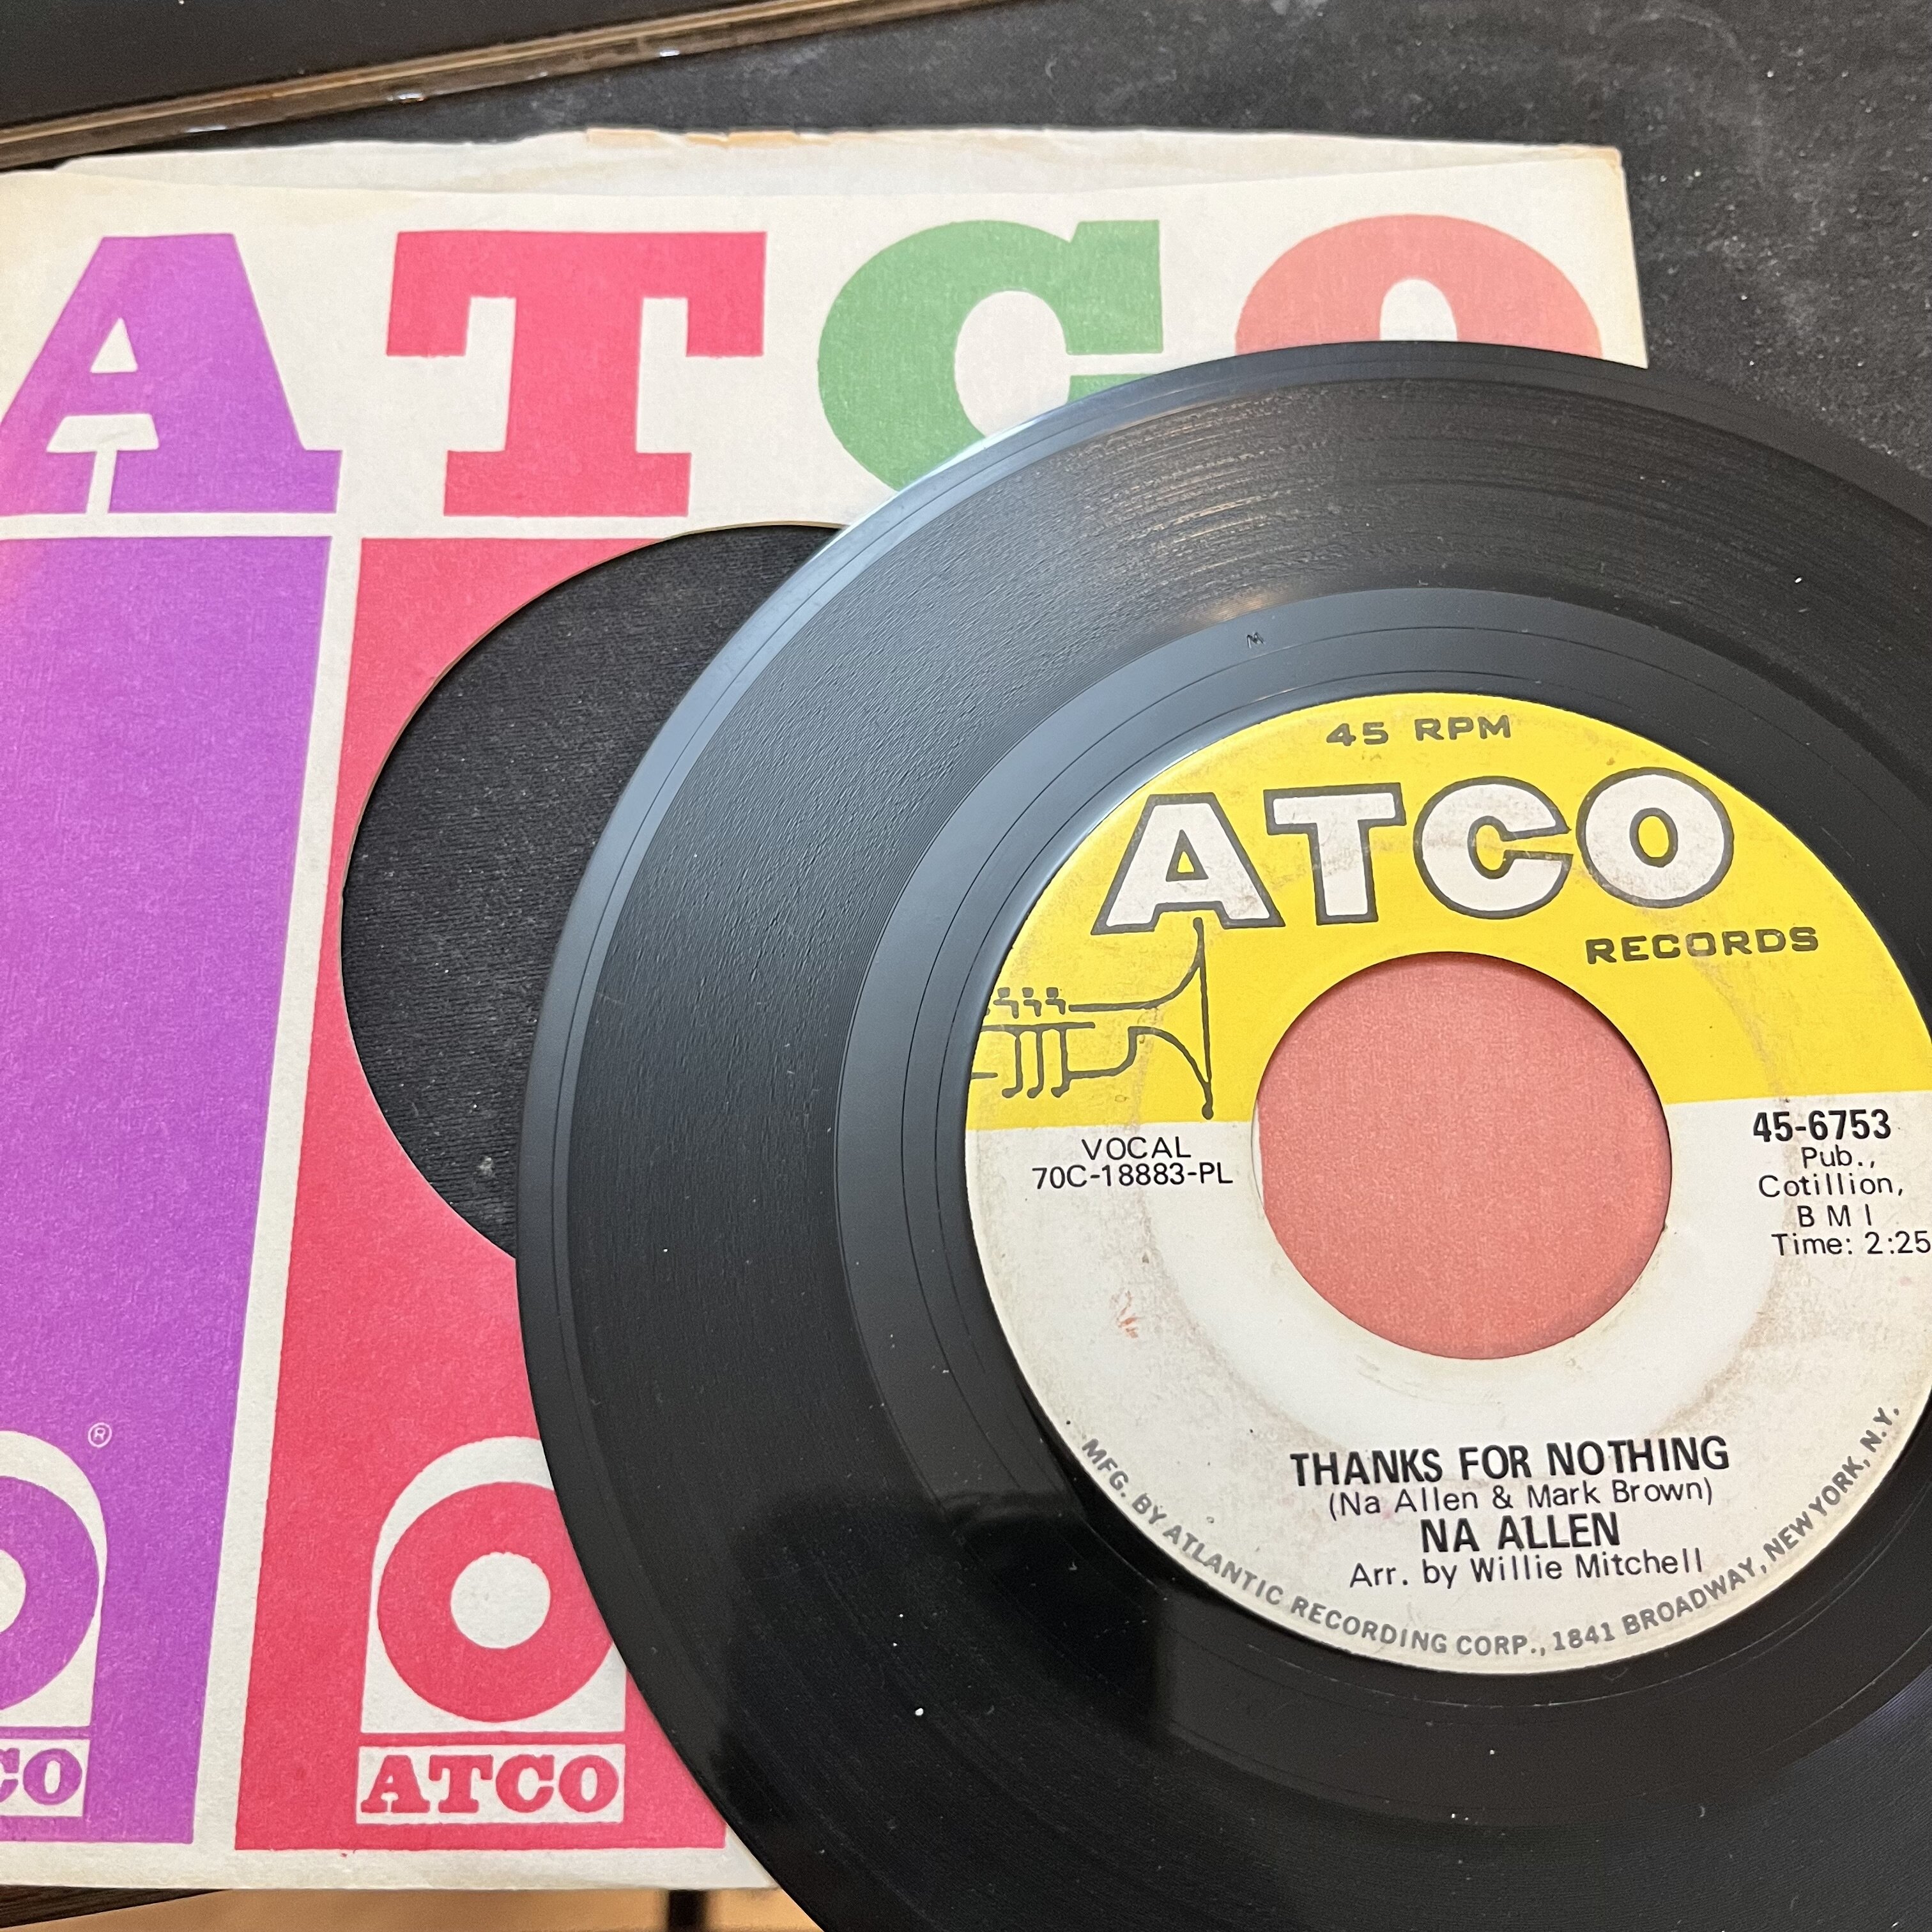 ATCO
®
CO
ATCO
M
45 RPM
ATCO
RECORDS
VOCAL
70C-18883-PL
45-6753
Pub.,
Cotillion,
BMI
Time: 2:25
THANKS FOR NOTHING
(Na Allen & Mark Brown)
NA ALLEN
Arr. by Willie Mitchell
MFG. BY ATLANTIC RECORDING CORP., 1841 BROADWAY, NEW YORK, N.Y.